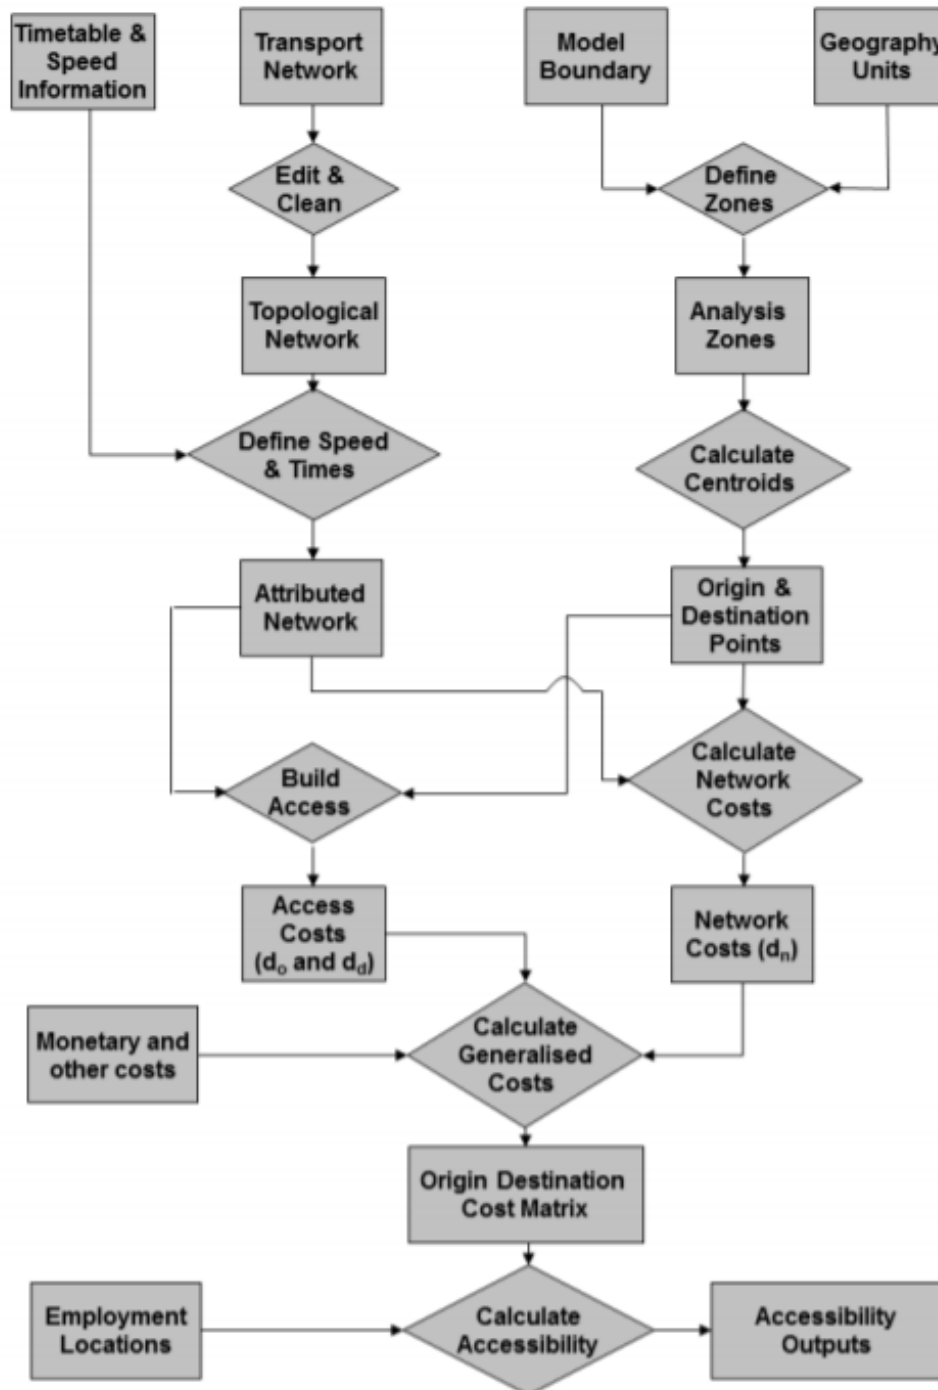 Timetable &
Speed
Information
Transport
Network
Model
Boundary
Geography
Units
Edit &
Clean
Define
Zones
Topological
Network
Analysis
Zones
Define Speed
& Times
Calculate
Centroids
Attributed
Network
Origin &
Destination
Points
Build
Access
Calculate
Network
Costs
Access
Costs
(dₒ and d_d)
Network
Costs (dₙ)
Monetary and
other costs
Calculate
Generalised
Costs
Origin Destination
Cost Matrix
Employment
Locations
Calculate
Accessibility
Accessibility
Outputs